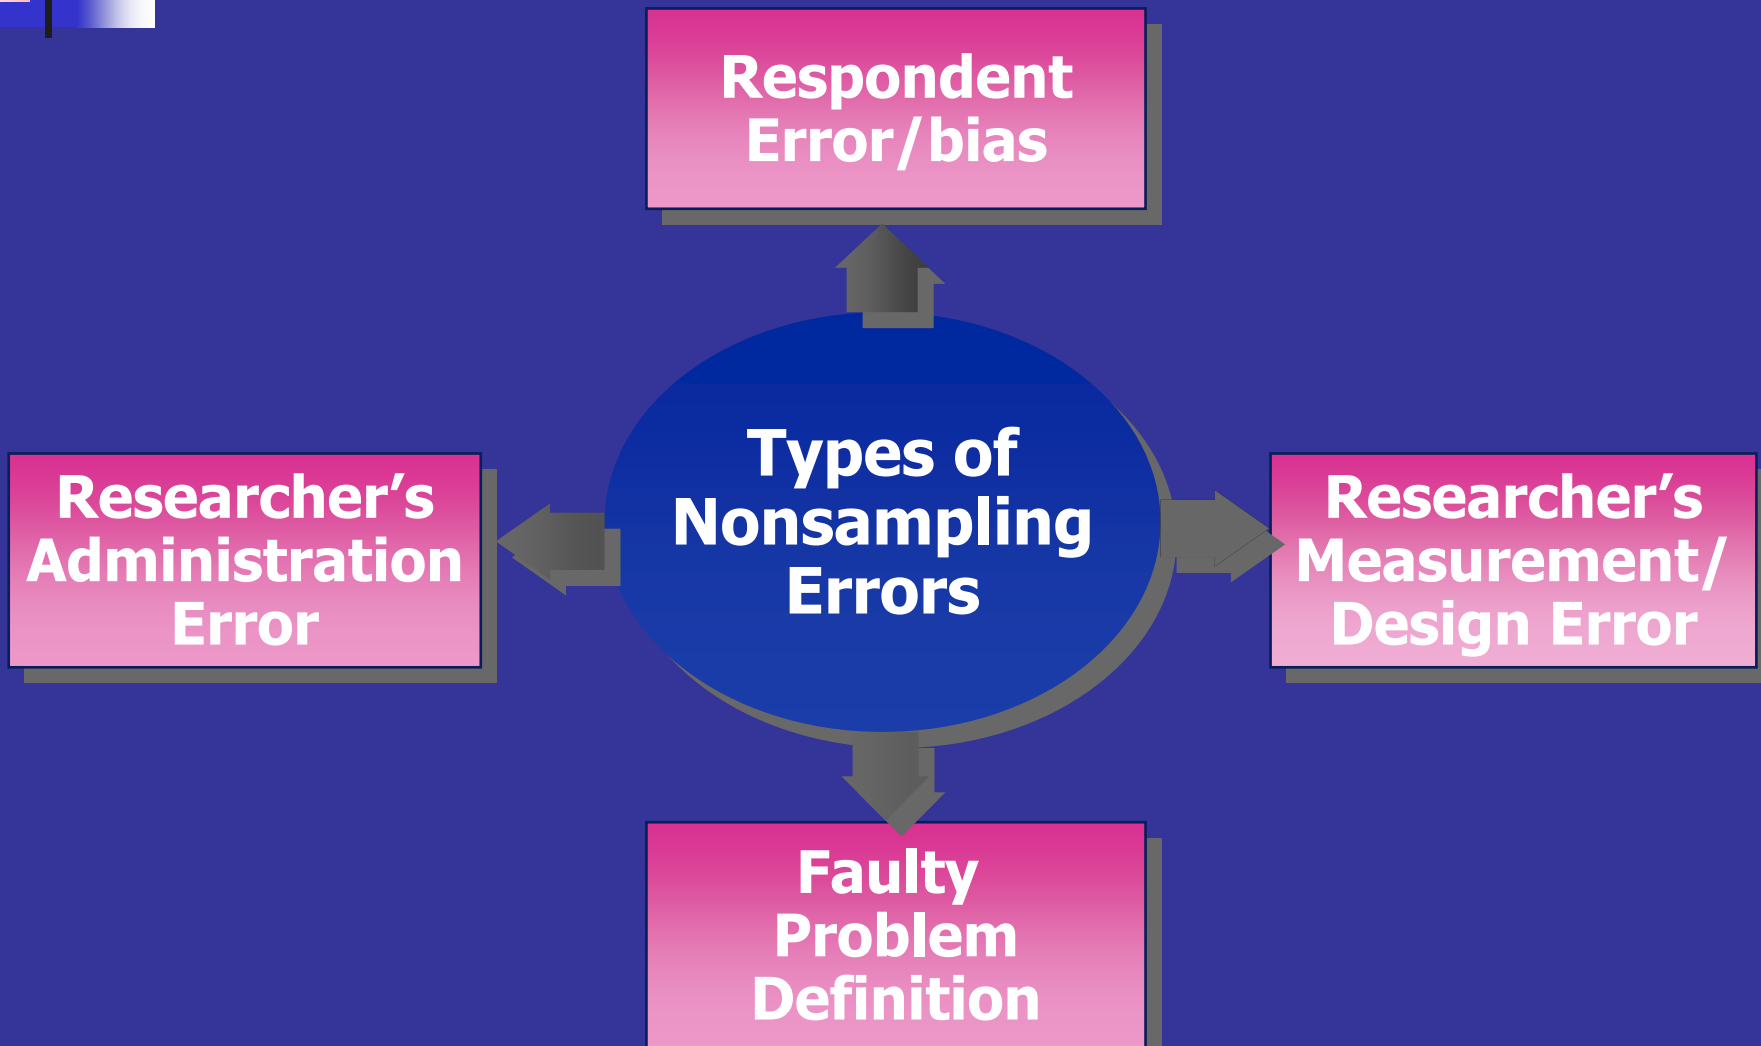 Respondent
Error/bias
Types of
Nonsampling
Errors
Researcher’s
Administration
Error
Researcher’s
Measurement/
Design Error
Faulty
Problem
Definition